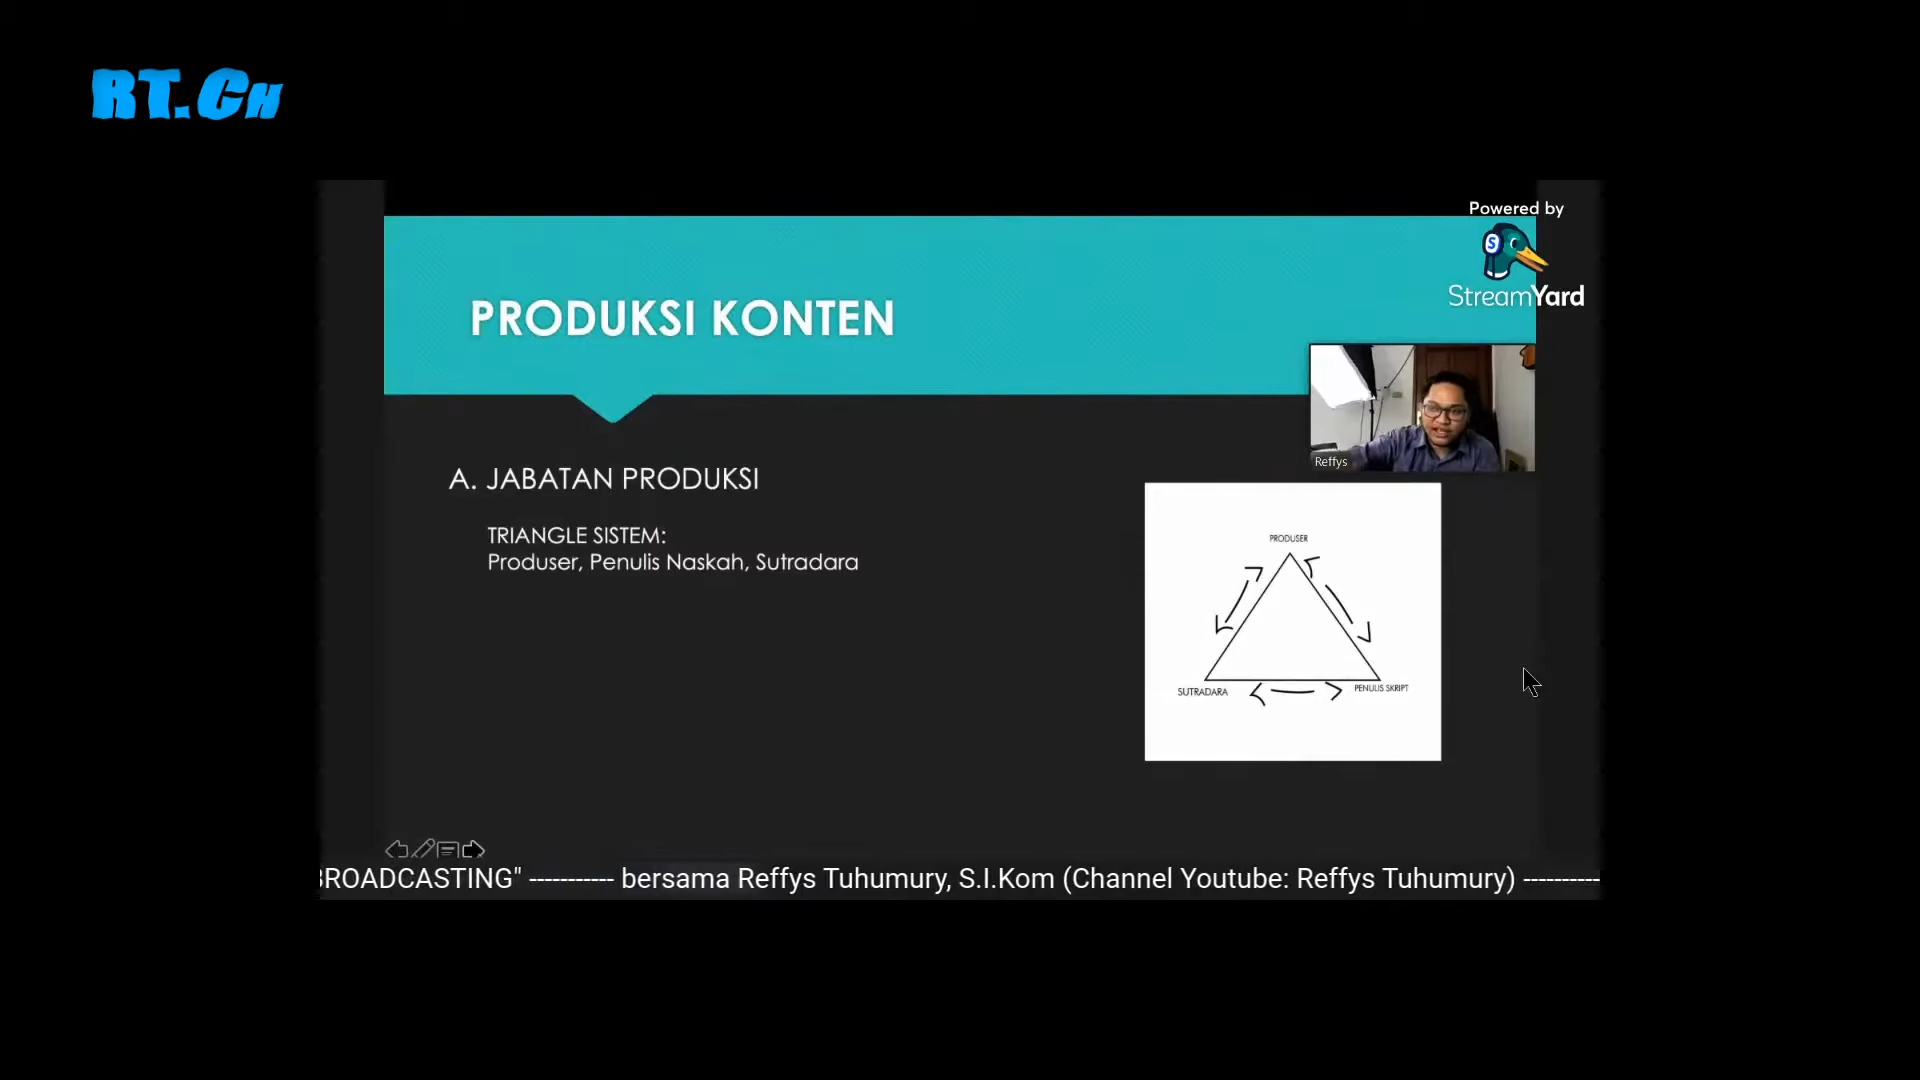 RT.CH
Powered by
StreamYard
PRODUKSI KONTEN
Reffys
A. JABATAN PRODUKSI
TRIANGLE SISTEM:
Produser, Penulis Naskah, Sutradara
PRODUSER
SUTRADARA
PENULIS SKRIPT
BROADCASTING" ----------- bersama Reffys Tuhumury, S.I.Kom (Channel Youtube: Reffys Tuhumury) ----------